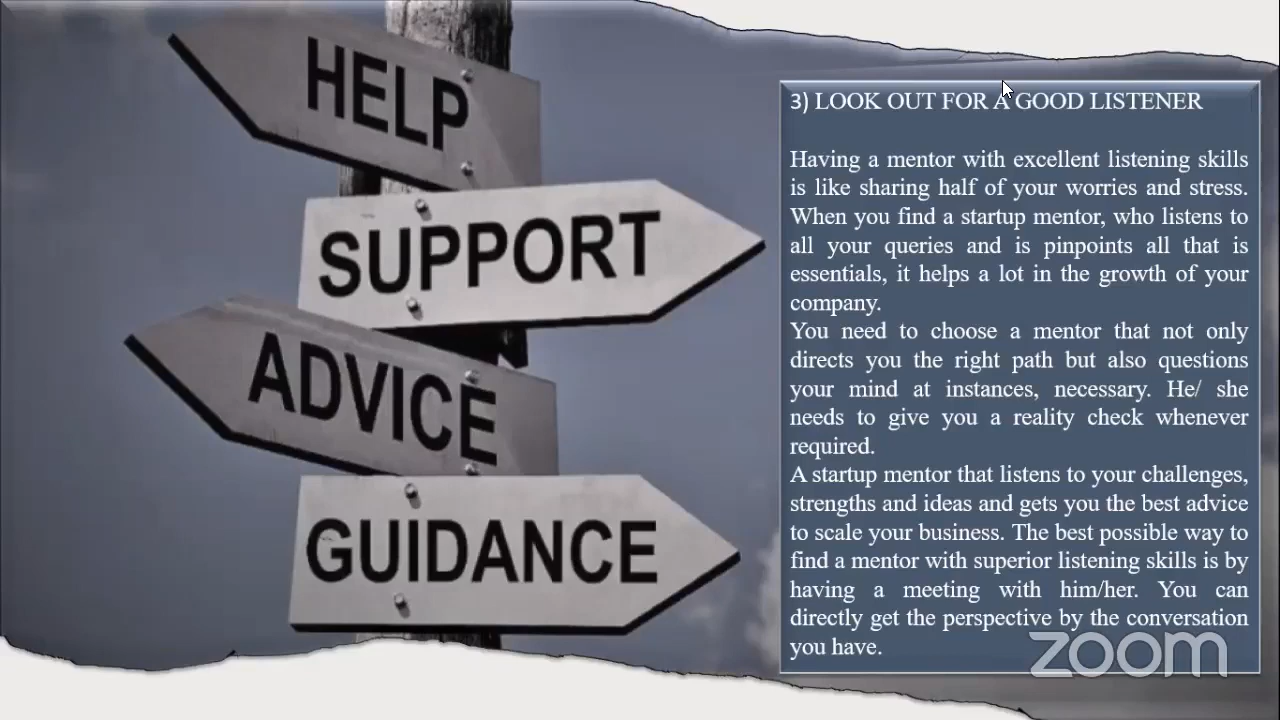 HELP
SUPPORT
ADVICE
GUIDANCE
3) LOOK OUT FOR A GOOD LISTENER
Having a mentor with excellent listening skills
is like sharing half of your worries and stress.
When you find a startup mentor, who listens to
all your queries and is pinpoints all that is
essentials, it helps a lot in the growth of your
company.
You need to choose a mentor that not only
directs you the right path but also questions
your mind at instances, necessary. He/ she
needs to give you a reality check whenever
required.
A startup mentor that listens to your challenges,
strengths and ideas and gets you the best advice
to scale your business. The best possible way to
find a mentor with superior listening skills is by
having a meeting with him/her. You can
directly get the perspective by the conversation
you have.
zoom